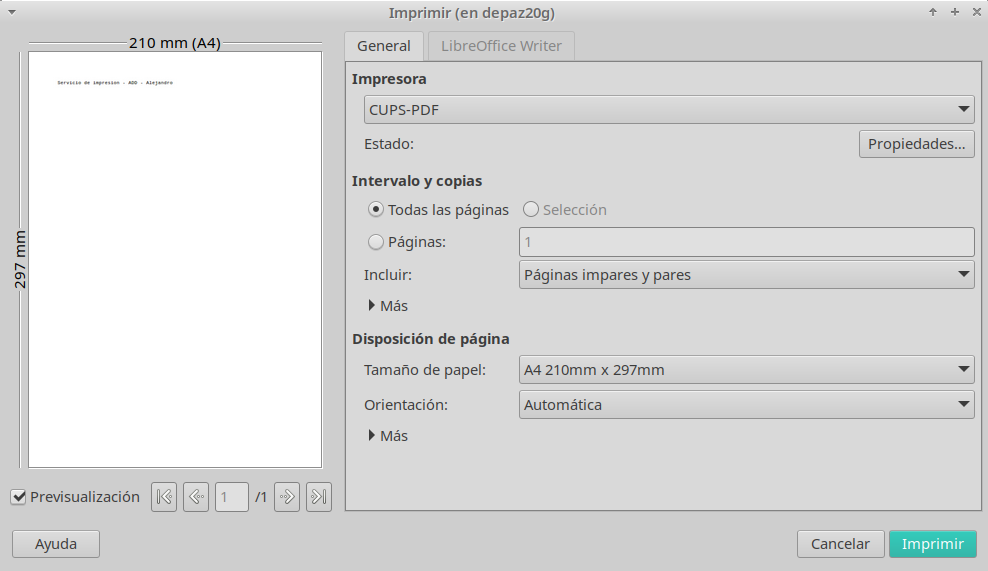 Imprimir (en depaz20g)
210 mm (A4)
297 mm
Servicio de impresion - ADD - Alejandro
Previsualización
1 /1
General LibreOffice Writer
Impresora
CUPS-PDF
Estado: Propiedades...
Intervalo y copias
Todas las páginas Selección
Páginas: 1
Incluir: Páginas impares y pares
Más
Disposición de página
Tamaño de papel: A4 210mm x 297mm
Orientación: Automática
Más
Ayuda Cancelar Imprimir